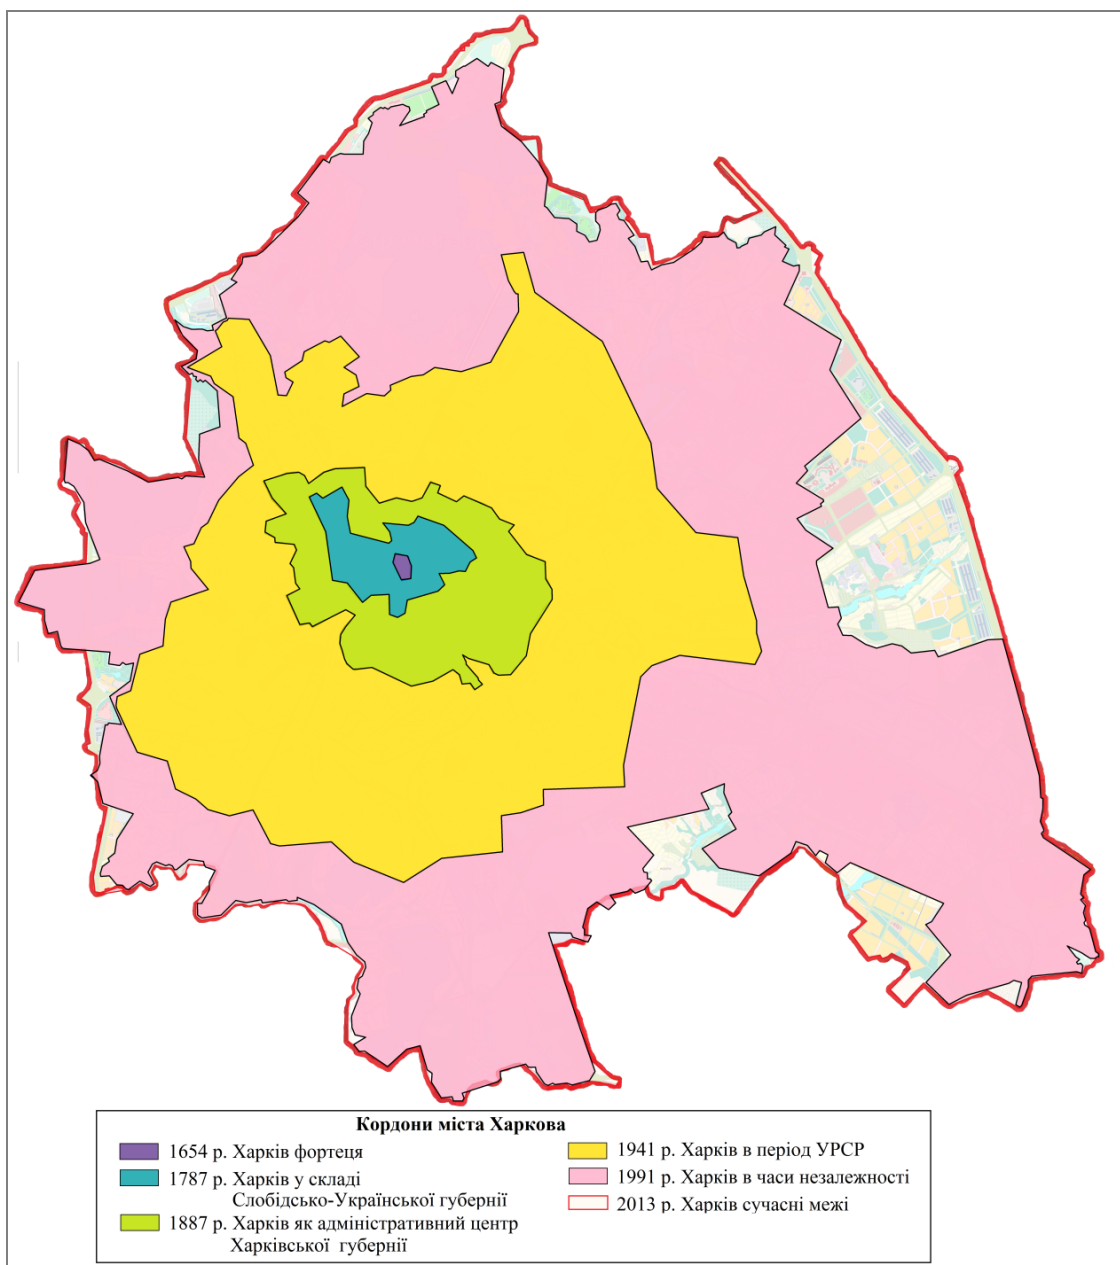 Кордони міста Харкова
1654 р. Харків фортеця
1787 р. Харків у складі
Слобідсько-Української губернії
1887 р. Харків як адміністративний центр
Харківської губернії
1941 р. Харків в період УРСР
1991 р. Харків в часи незалежності
2013 р. Харків сучасні межі